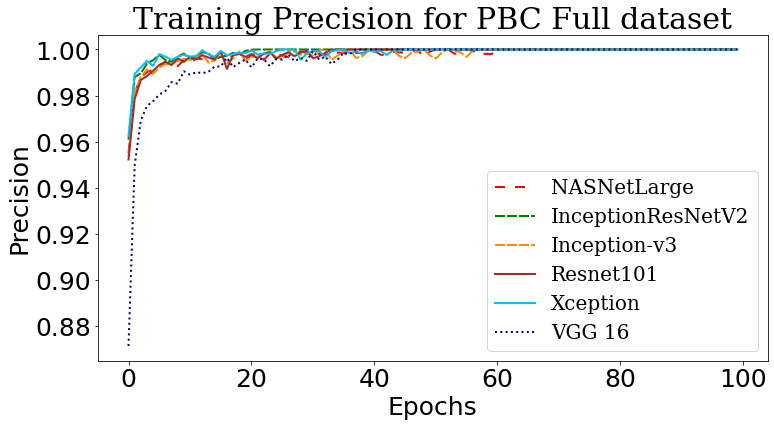 Training Precision for PBC Full dataset
1.00
0.98
0.96
0.94
0.92
0.90
0.88
Precision
NASNetLarge
InceptionResNetV2
Inception-v3
Resnet101
Xception
VGG 16
0 20 40 60 80 100
Epochs